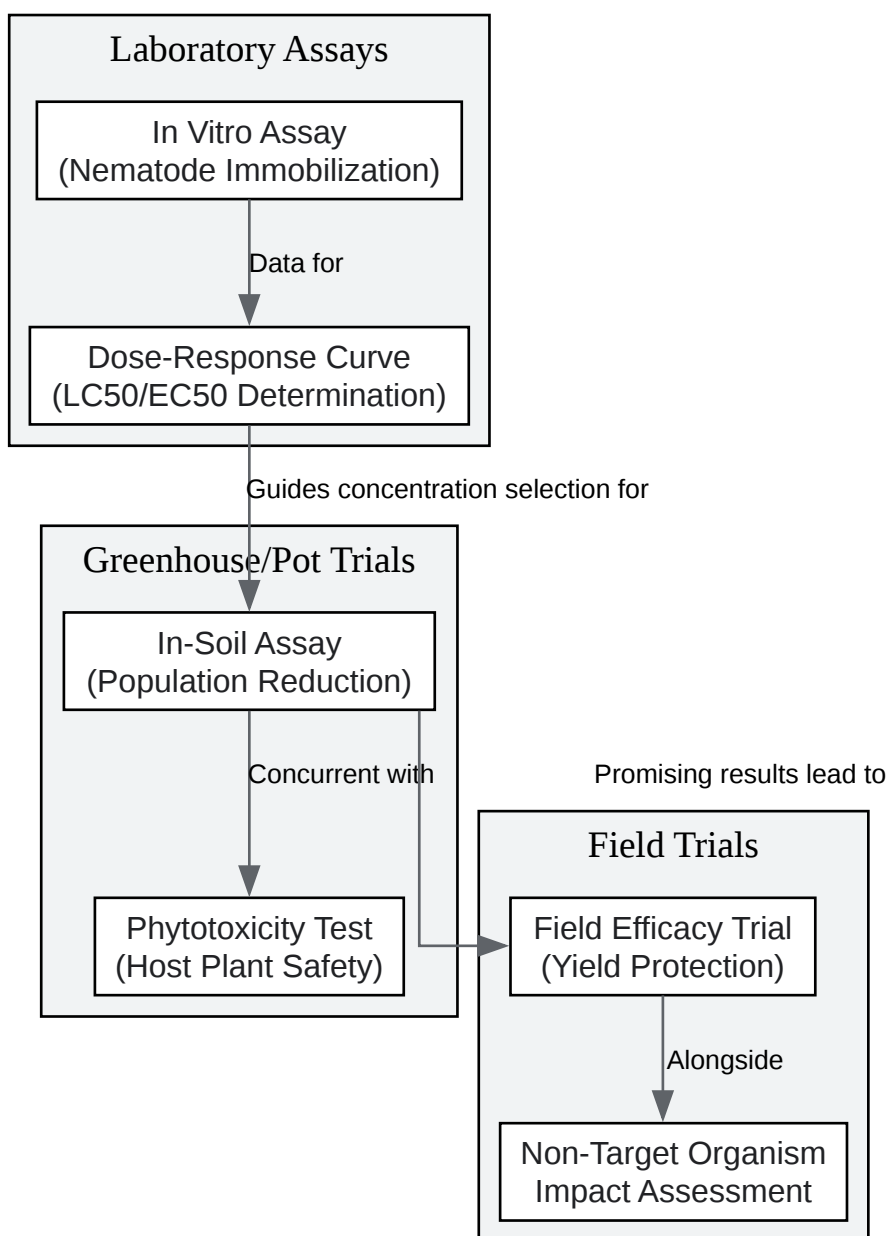 Laboratory Assays
In Vitro Assay
(Nematode Immobilization)
Data for
Dose-Response Curve
(LC50/EC50 Determination)
Guides concentration selection for
Greenhouse/Pot Trials
In-Soil Assay
(Population Reduction)
Concurrent with
Promising results lead to
Field Trials
Phytotoxicity Test
(Host Plant Safety)
Field Efficacy Trial
(Yield Protection)
Alongside
Non-Target Organism
Impact Assessment